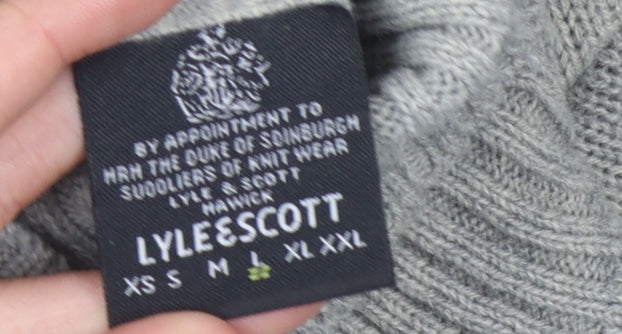 BY APPOINTMENT TO
HRH THE DUKE OF EDINBURGH
SUPPLIERS OF KNITWEAR
LYLE & SCOTT
HAWICK
LYLE&SCOTT
XS S M L XL XXL